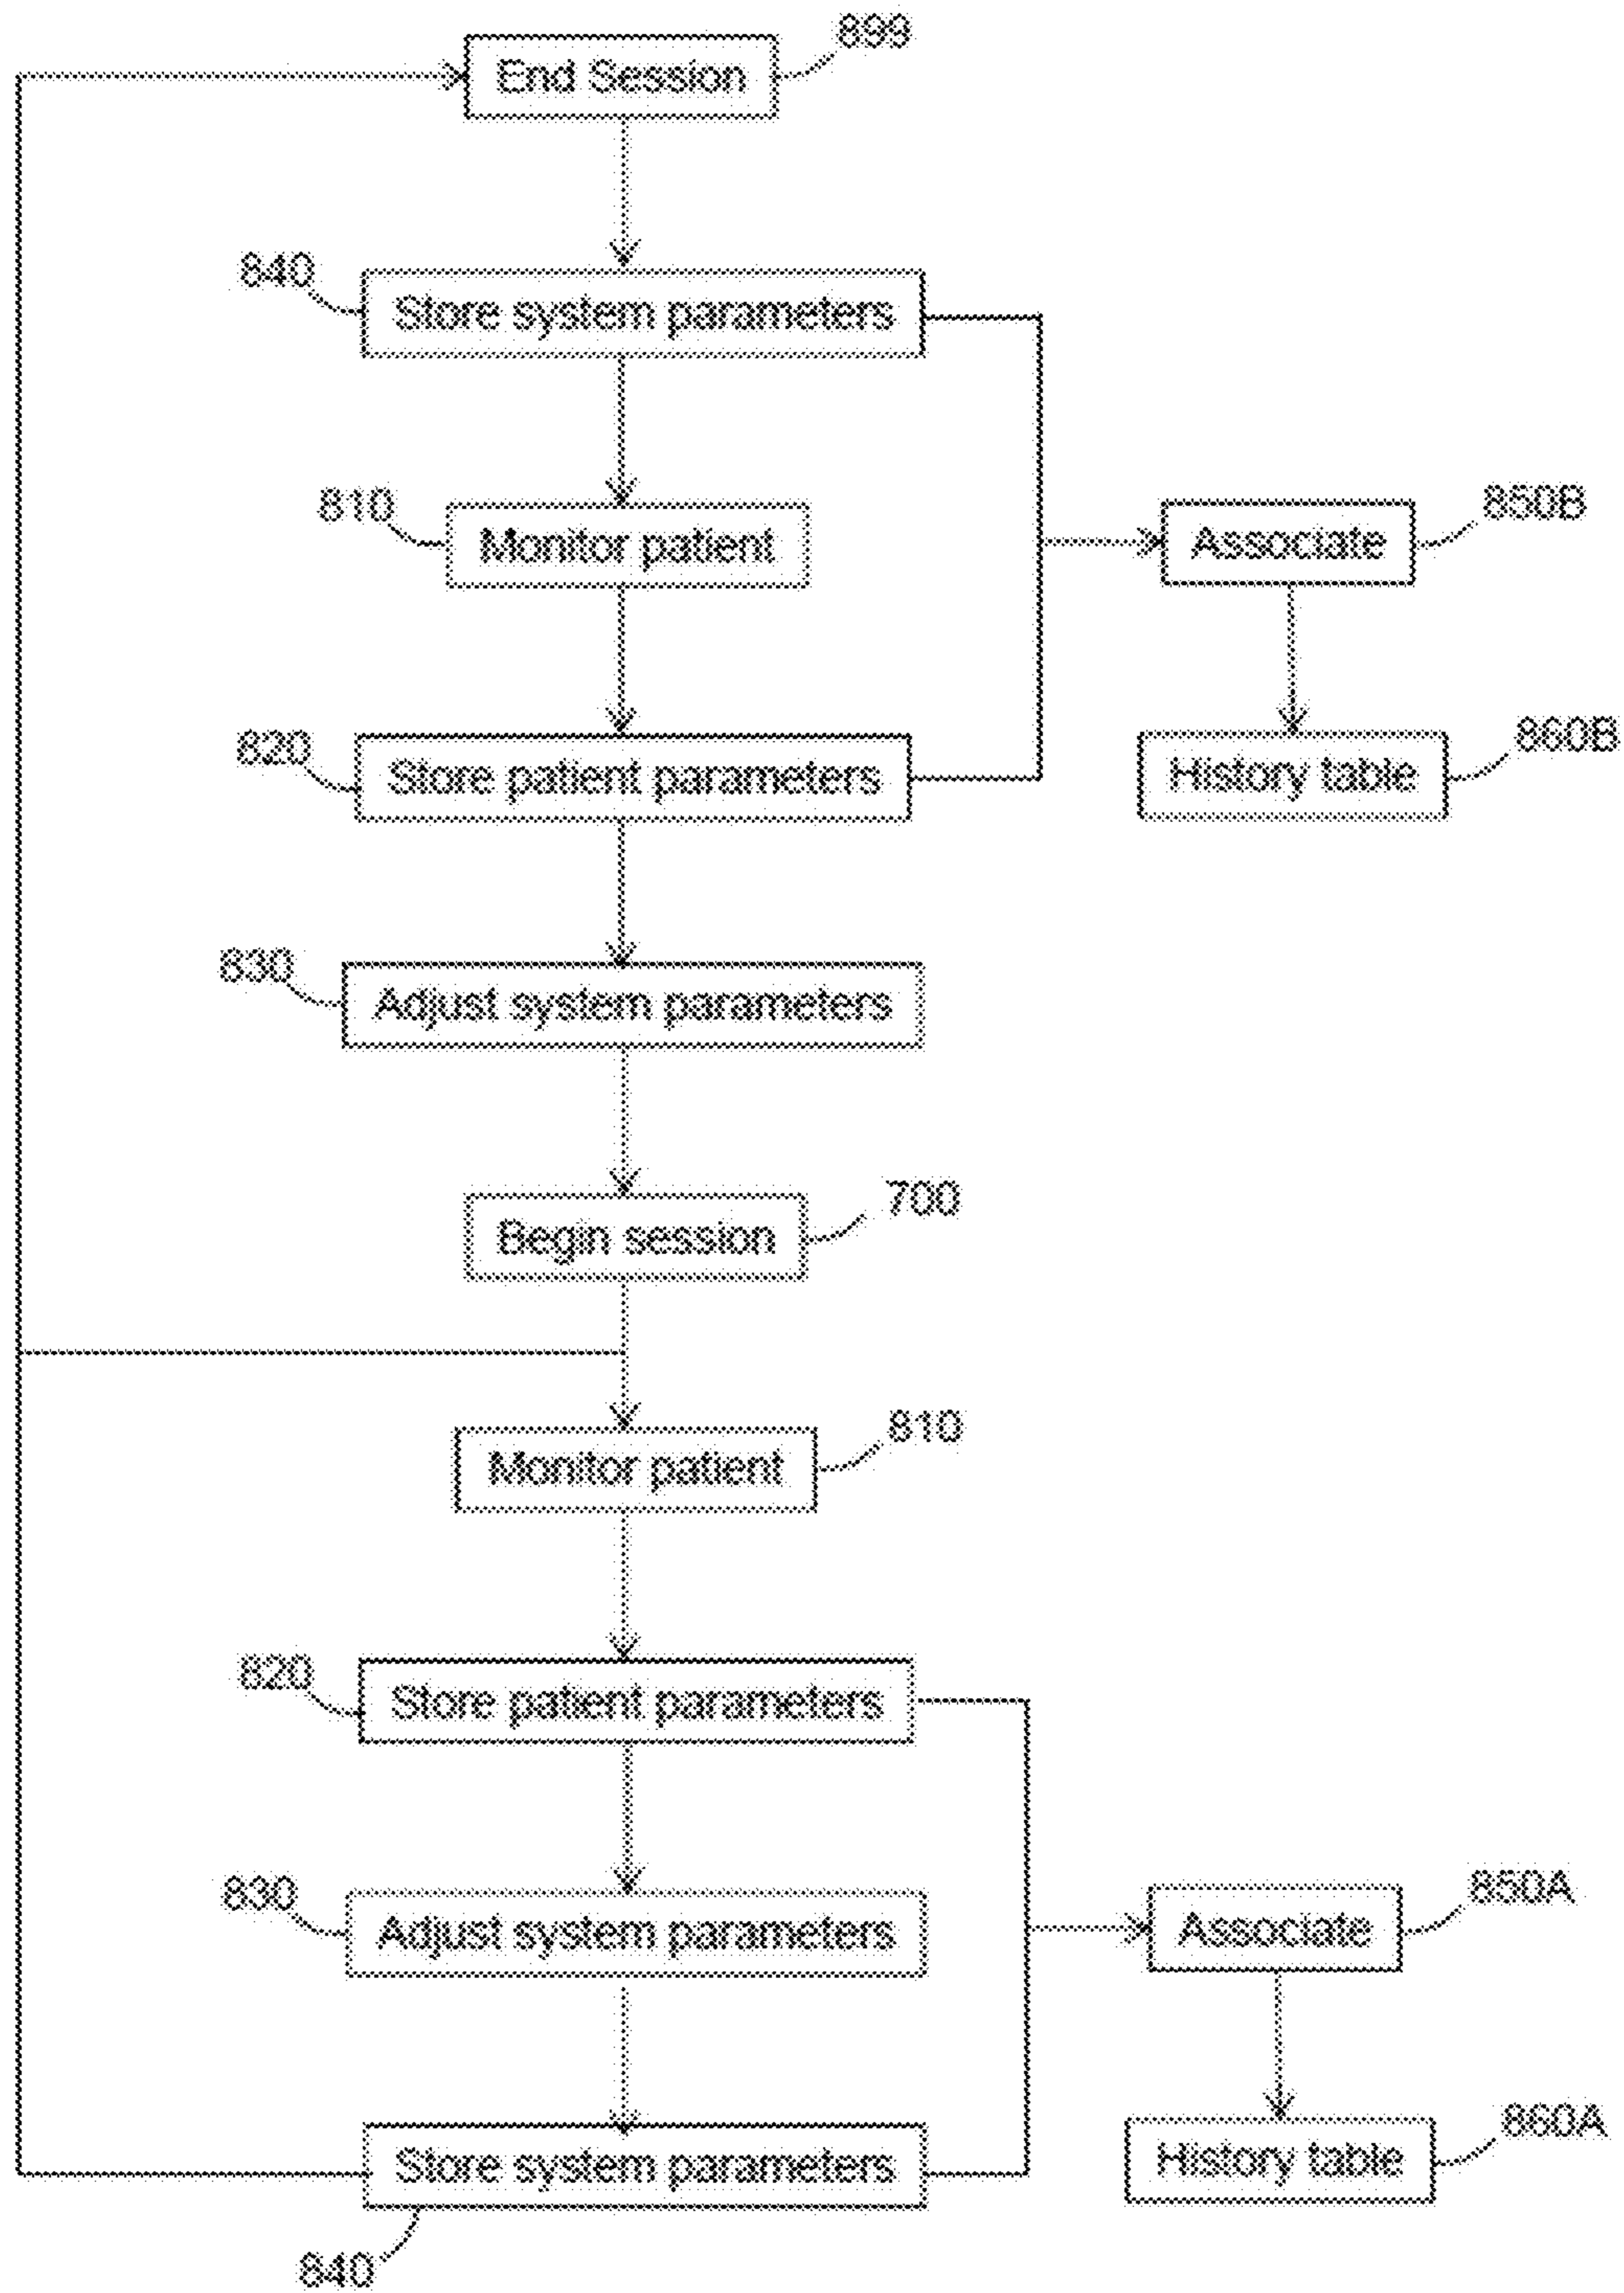 899
End Session
840
Store system parameters
810
Monitor patient
850B
Associate
820
Store patient parameters
860B
History table
830
Adjust system parameters
700
Begin session
810
Monitor patient
820
Store patient parameters
830
Adjust system parameters
850A
Associate
860A
History table
Store system parameters
840